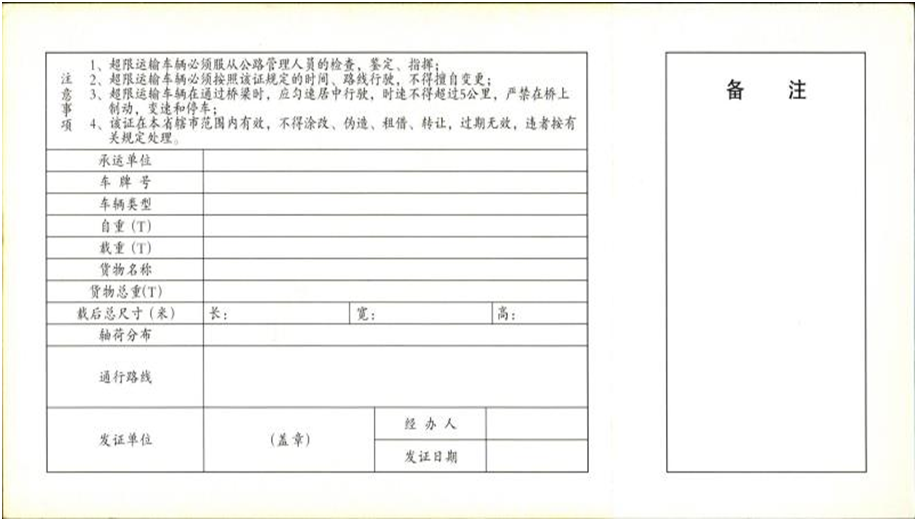 注意事项
1、超限运输车辆必须服从公路管理人员的检查，鉴定、指挥；
2、超限运输车辆必须按照该证规定的时间、路线行驶，不得擅自变更；
3、超限运输车辆在通过桥梁时，应匀速居中行驶，时速不得超过5公里，严禁在桥上
制动，变速和停车；
4、该证在本省辖市范围内有效，不得涂改、伪造、租借、转让，过期无效，违者按有
关规定处理。
承运单位
车 牌 号
车辆类型
自重（T）
载重（T）
货物名称
货物总重(T)
载后总尺寸（米） 长： 宽： 高：
轴荷分布
通行路线
发证单位 （盖章） 经 办 人
发证日期
备 注